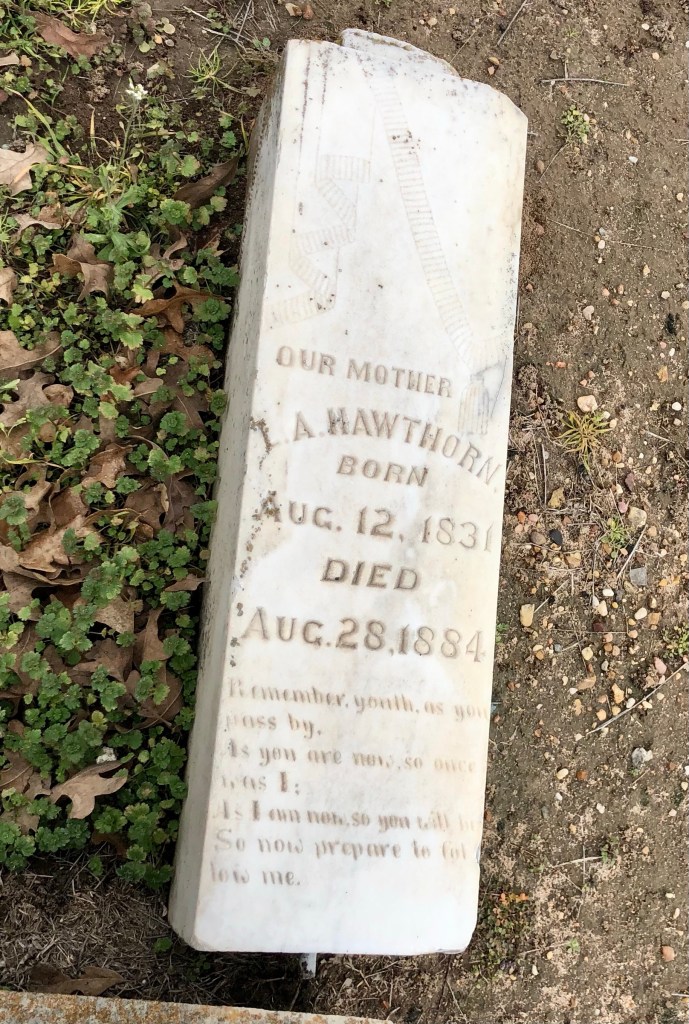 OUR MOTHER
I. A. HAWTHORN.
BORN
AUG. 12, 1831
DIED
AUG. 28, 1884
Remember, youth, as you
pass by,
As you are now, so once
was I;
As I am now, so you will be
So now prepare to fol
low me.